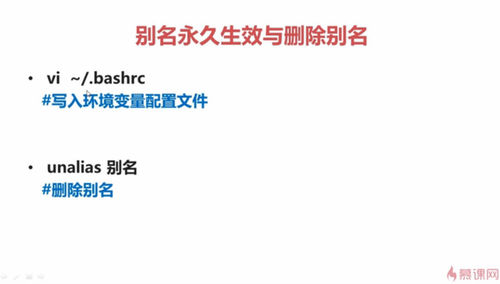 别名永久生效与删除别名
• vi ~/.bashrc
#写入环境变量配置文件
• unalias 别名
#删除别名
慕课网